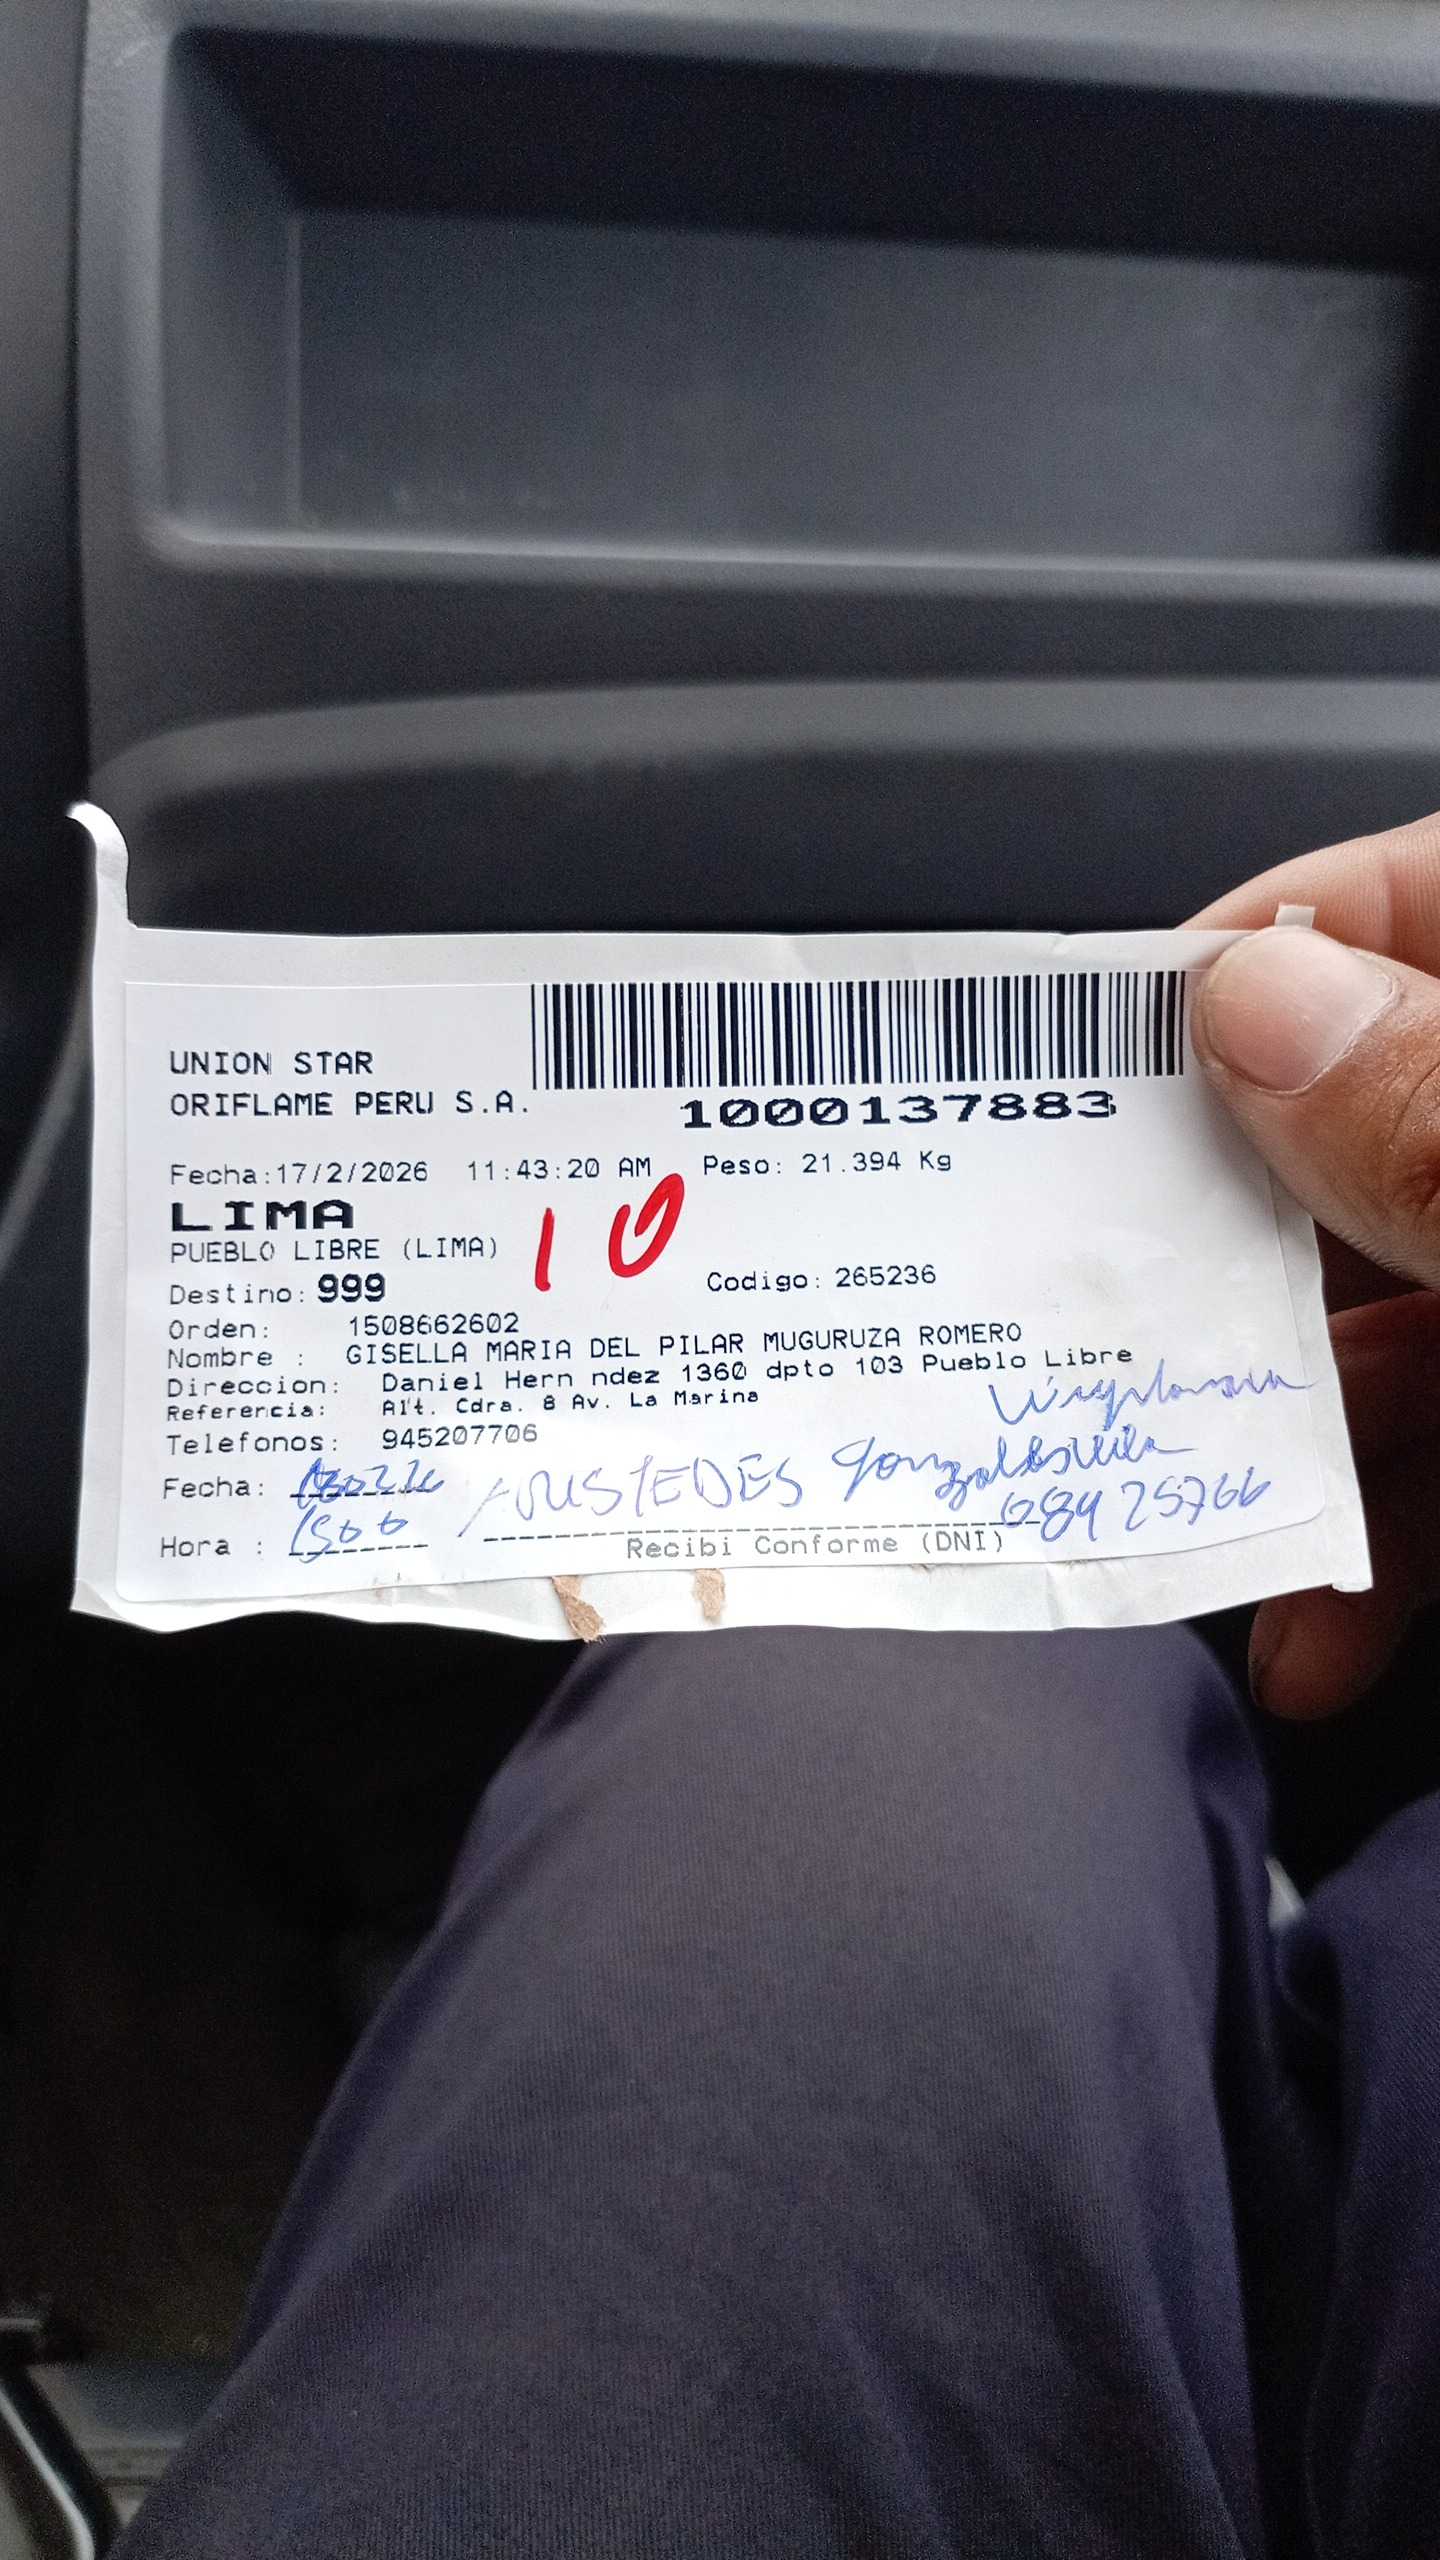 UNION STAR
ORIFLAME PERU S.A.
1000137883
Fecha:17/2/2026 11:43:20 AM Peso: 21.394 Kg
LIMA
10
PUEBLO LIBRE (LIMA)
Destino: 999 Codigo: 265236
Orden: 1508662602
Nombre : GISELLA MARIA DEL PILAR MUGURUZA ROMERO
Direccion: Daniel Hern ndez 1360 dpto 103 Pueblo Libre
Referencia: Alt. Cdra. 8 Av. La Marina
Telefonos: 945207706
Fecha: ARISTEDES
Hora : 1500 08425766
Recibi Conforme (DNI)